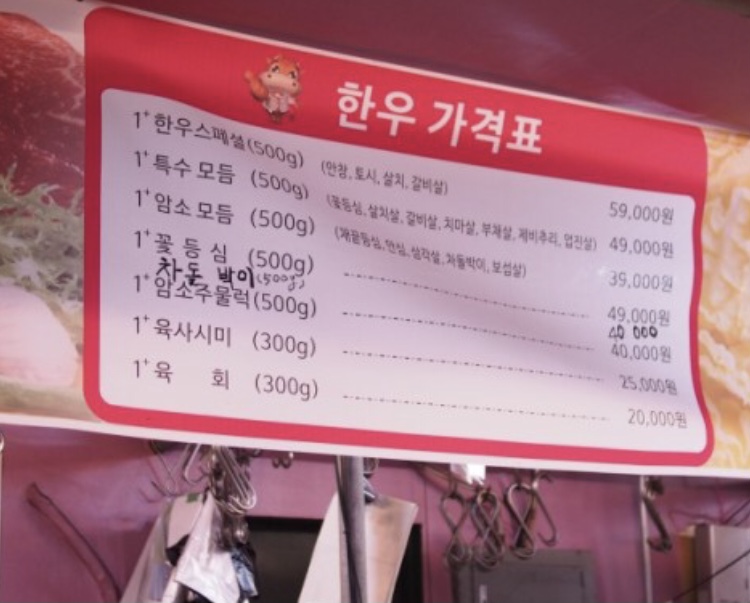 한우 가격표
1+한우스페셜(500g) (안창, 토시, 살치, 갈비살) 59,000원
1+특수 모듬 (500g) (꽃등심, 살치살, 갈비살, 치마살, 부채살, 제비추리, 업진살) 49,000원
1+암소 모듬 (500g) (채끝등심, 안심, 삼각살, 차돌박이, 보섭살) 39,000원
1+꽃 등 심 (500g) 49,000원
차돌 박이(500g) 40 000
1+암소주물럭(500g) 40,000원
1+육사시미 (300g) 25,000원
1+육 회 (300g) 20,000원